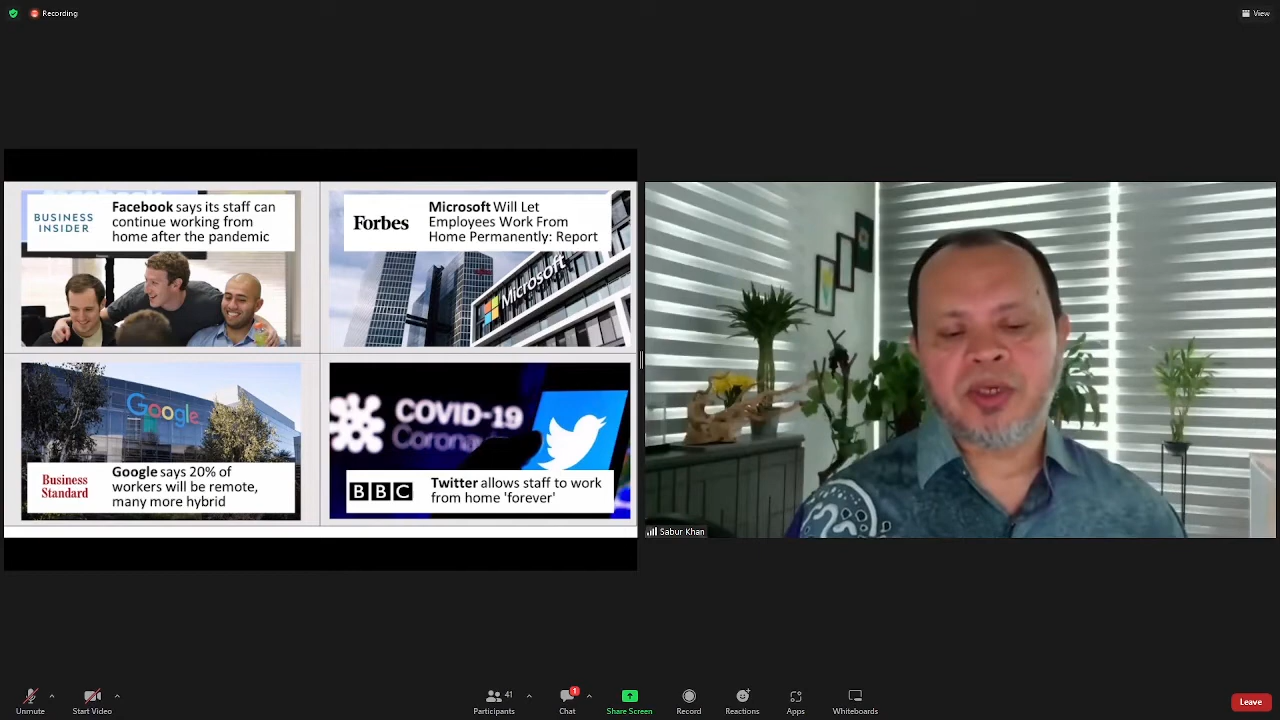 Recording
View
BUSINESS
INSIDER
Facebook says its staff can
continue working from
home after the pandemic
Forbes
Microsoft Will Let
Employees Work From
Home Permanently: Report
Microsoft
Google
Business
Standard
Google says 20% of
workers will be remote,
many more hybrid
COVID-19
Corona
BBC
Twitter allows staff to work
from home 'forever'
Sabur Khan
Unmute
Start Video
41
Participants
1
Chat
Share Screen
Record
Reactions
Apps
Whiteboards
Leave